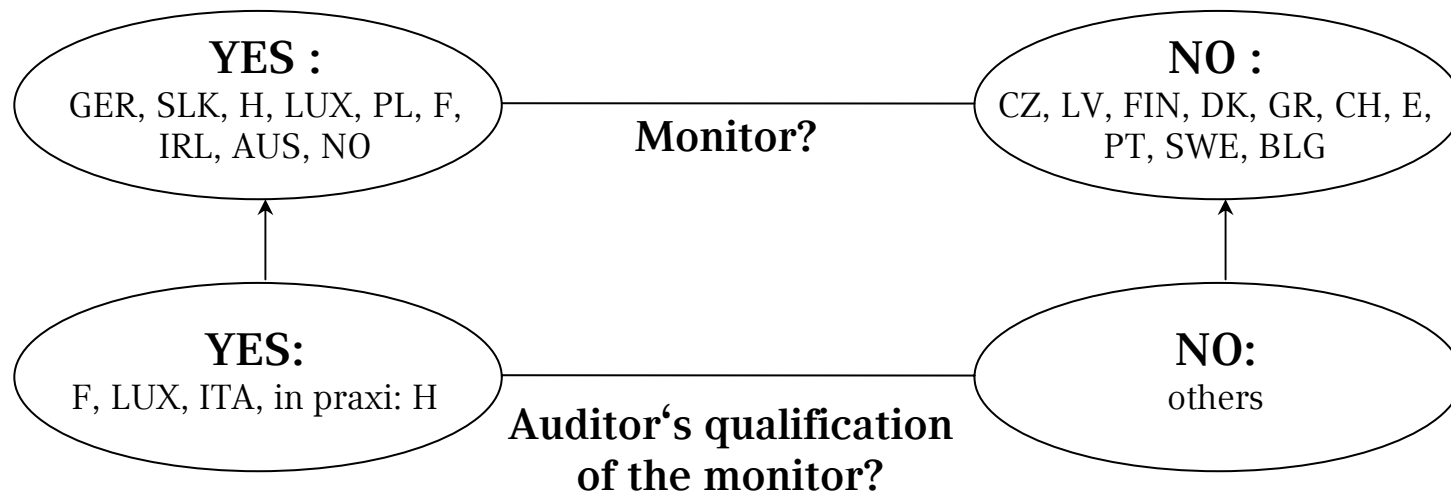 YES :
GER, SLK, H, LUX, PL, F,
IRL, AUS, NO
Monitor?
NO :
CZ, LV, FIN, DK, GR, CH, E,
PT, SWE, BLG
YES:
F, LUX, ITA, in praxi: H
Auditor‘s qualification
of the monitor?
NO:
others